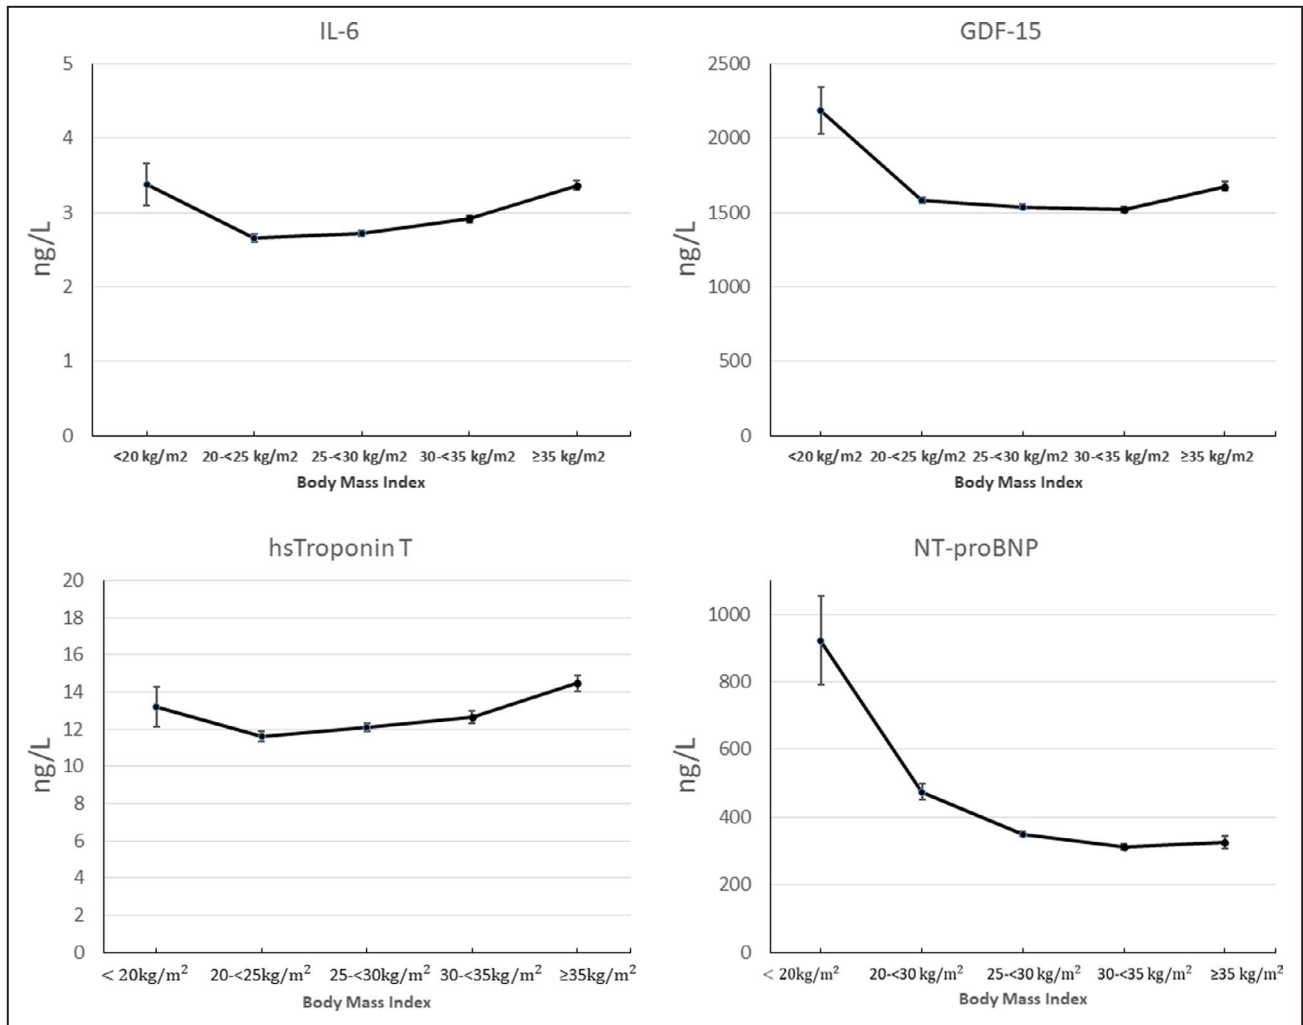 IL-6
5
4
3
2
1
0
ng/L
<20 kg/m2 20-<25 kg/m2 25-<30 kg/m2 30-<35 kg/m2 ≥35 kg/m2
Body Mass Index
GDF-15
2500
2000
1500
1000
500
0
ng/L
<20 kg/m2 20-<25 kg/m2 25-<30 kg/m2 30-<35 kg/m2 ≥35 kg/m2
Body Mass Index
hsTroponin T
20
18
16
14
12
10
8
6
4
2
0
ng/L
< 20kg/m² 20-<25kg/m² 25-<30kg/m² 30-<35kg/m² ≥35kg/m²
Body Mass Index
NT-proBNP
1000
800
600
400
200
0
ng/L
< 20kg/m² 20-<30 kg/m² 25-<30 kg/m² 30-<35 kg/m² ≥35 kg/m²
Body Mass Index